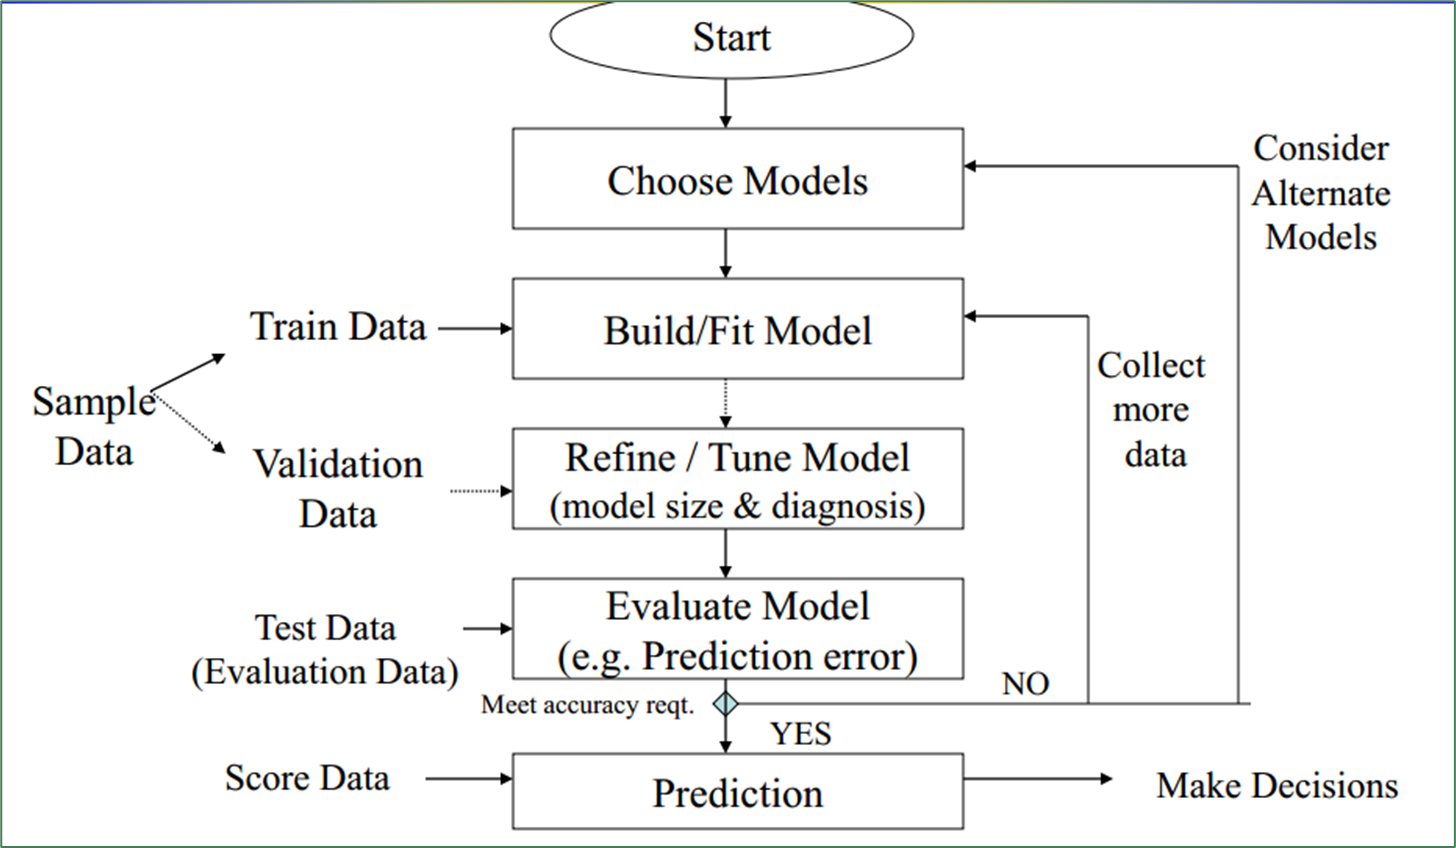 Start
Choose Models
Consider
Alternate
Models
Train Data
Build/Fit Model
Collect
more
data
Sample
Data
Validation
Data
Refine / Tune Model
(model size & diagnosis)
Test Data
(Evaluation Data)
Evaluate Model
(e.g. Prediction error)
Meet accuracy reqt.
NO
YES
Score Data
Prediction
Make Decisions